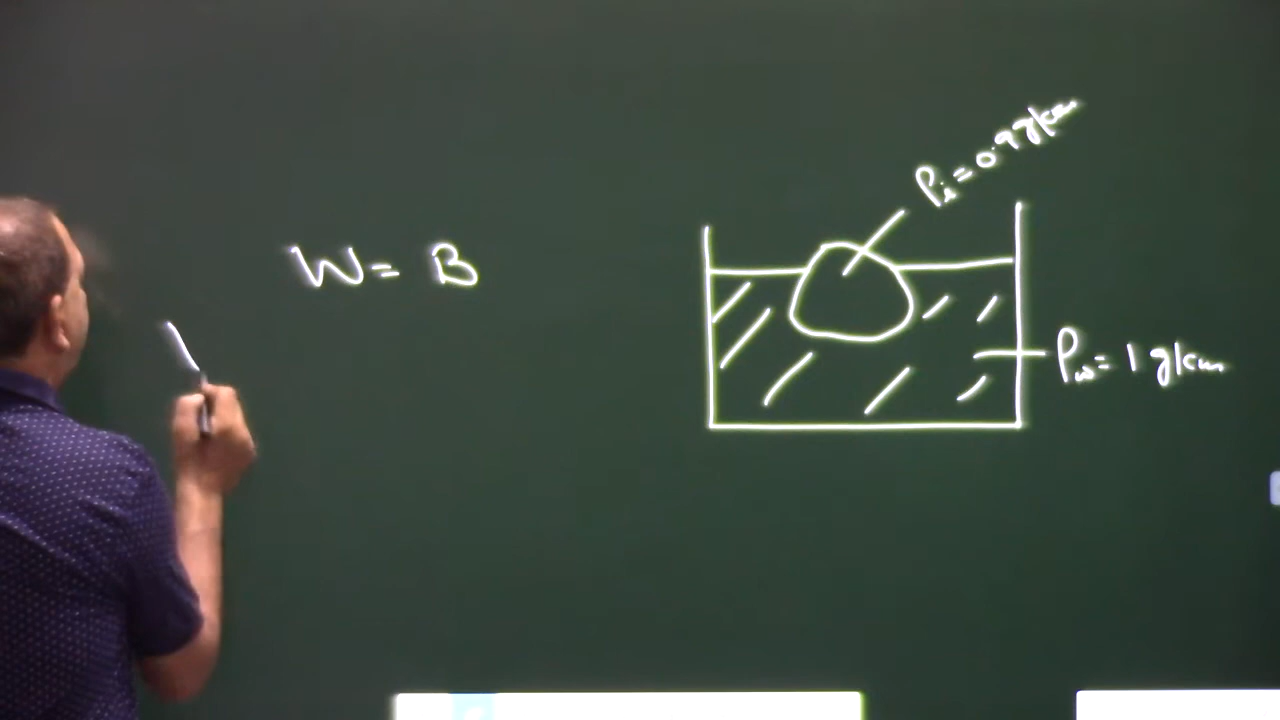 ρi = 0.9 g/cm
W = B
ρw = 1 g/cm